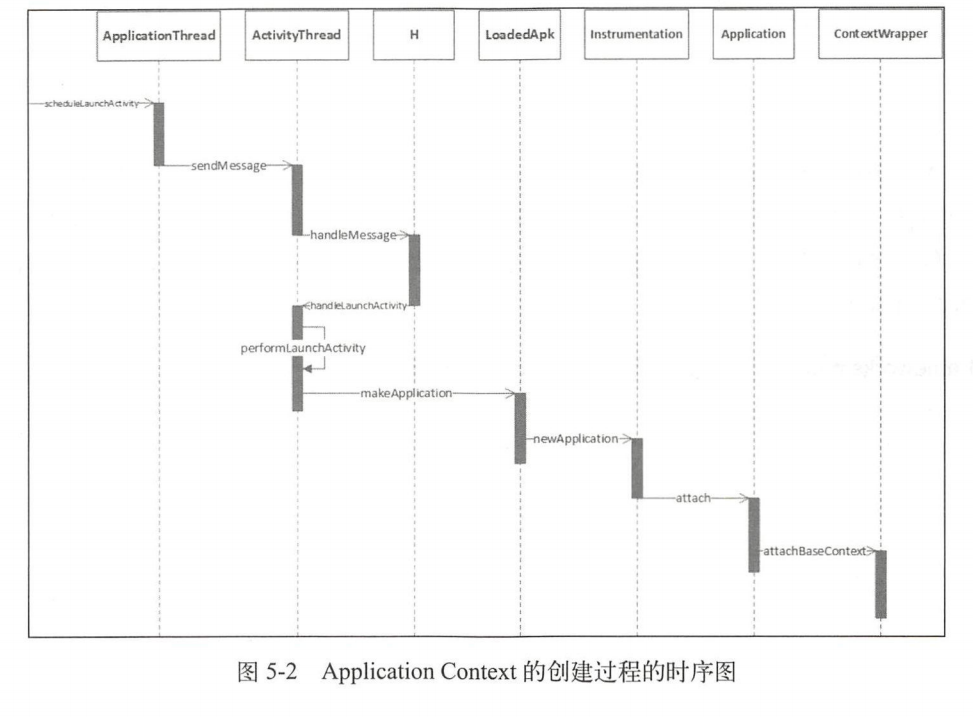 ApplicationThread
ActivityThread
H
LoadedApk
Instrumentation
Application
ContextWrapper
scheduleLaunchActivity
sendMessage
handleMessage
handleLaunchActivity
performLaunchActivity
makeApplication
newApplication
attach
attachBaseContext
图 5-2 Application Context 的创建过程的时序图